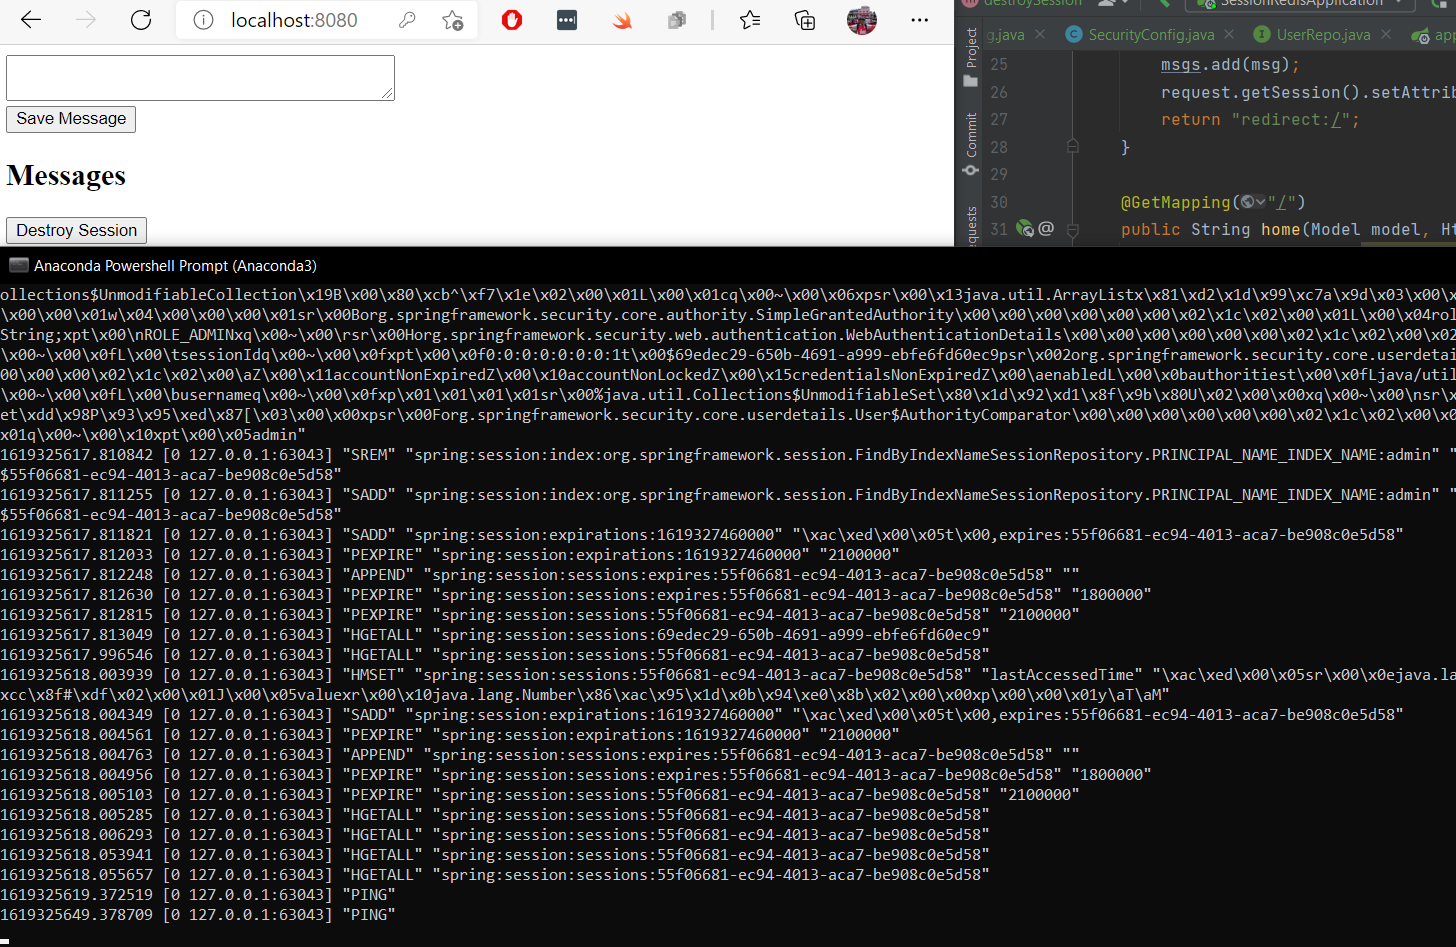 localhost:8080
Save Message
Messages
Destroy Session
destroySession
SessionRedisApplication
g.java
SecurityConfig.java
UserRepo.java
app
Project
Commit
equests
25 msgs.add(msg);
26 request.getSession().setAttrib
27 return "redirect:/";
28 }
29
30 @GetMapping("/")
31 public String home(Model model, Ht
Anaconda Powershell Prompt (Anaconda3)
ollections$UnmodifiableCollection\x19B\x00\x80\xcb^\xf7\x1e\x02\x00\x01L\x00\x01cq\x00~\x00\x06xpsr\x00\x13java.util.ArrayListx\x81\xd2\x1d\x99\xc7a\x9d\x03\x00\x
\x00\x00\x01w\x04\x00\x00\x00\x01sr\x00Borg.springframework.security.core.authority.SimpleGrantedAuthority\x00\x00\x00\x00\x00\x00\x02\x1c\x02\x00\x01L\x00\x04rol
String;xpt\x00\nROLE_ADMINxq\x00~\x00\rsr\x00Horg.springframework.security.web.authentication.WebAuthenticationDetails\x00\x00\x00\x00\x00\x00\x02\x1c\x02\x00\x02
\x00~\x00\x0fL\x00\tsessionIdq\x00~\x00\x0fxpt\x00\x0f0:0:0:0:0:0:0:1t\x00$69edec29-650b-4691-a999-ebfe6fd60ec9psr\x002org.springframework.security.core.userdetai
00\x00\x00\x02\x1c\x02\x00\aZ\x00\x11accountNonExpiredZ\x00\x10accountNonLockedZ\x00\x15credentialsNonExpiredZ\x00\aenabledL\x00\x0bauthoritiest\x00\x0fLjava/util
\x00~\x00\x0fL\x00\busernameq\x00~\x00\x0fxp\x01\x01\x01\x01sr\x00%java.util.Collections$UnmodifiableSet\x80\x1d\x92\xd1\x8f\x9b\x80U\x02\x00\x00xq\x00~\x00\nsr\x
et\xdd\x98P\x93\x95\xed\x87[\x03\x00\x00xpsr\x00Forg.springframework.security.core.userdetails.User$AuthorityComparator\x00\x00\x00\x00\x00\x00\x02\x1c\x02\x00\x0
x01q\x00~\x00\x10xpt\x00\x05admin"
1619325617.810842 [0 127.0.0.1:63043] "SREM" "spring:session:index:org.springframework.session.FindByIndexNameSessionRepository.PRINCIPAL_NAME_INDEX_NAME:admin" "
$55f06681-ec94-4013-aca7-be908c0e5d58"
1619325617.811255 [0 127.0.0.1:63043] "SADD" "spring:session:index:org.springframework.session.FindByIndexNameSessionRepository.PRINCIPAL_NAME_INDEX_NAME:admin" "
$55f06681-ec94-4013-aca7-be908c0e5d58"
1619325617.811821 [0 127.0.0.1:63043] "SADD" "spring:session:expirations:1619327460000" "\xac\xed\x00\x05t\x00,expires:55f06681-ec94-4013-aca7-be908c0e5d58"
1619325617.812033 [0 127.0.0.1:63043] "PEXPIRE" "spring:session:expirations:1619327460000" "2100000"
1619325617.812248 [0 127.0.0.1:63043] "APPEND" "spring:session:sessions:expires:55f06681-ec94-4013-aca7-be908c0e5d58" ""
1619325617.812630 [0 127.0.0.1:63043] "PEXPIRE" "spring:session:sessions:expires:55f06681-ec94-4013-aca7-be908c0e5d58" "1800000"
1619325617.812815 [0 127.0.0.1:63043] "PEXPIRE" "spring:session:sessions:55f06681-ec94-4013-aca7-be908c0e5d58" "2100000"
1619325617.813049 [0 127.0.0.1:63043] "HGETALL" "spring:session:sessions:69edec29-650b-4691-a999-ebfe6fd60ec9"
1619325617.996546 [0 127.0.0.1:63043] "HGETALL" "spring:session:sessions:55f06681-ec94-4013-aca7-be908c0e5d58"
1619325618.003939 [0 127.0.0.1:63043] "HMSET" "spring:session:sessions:55f06681-ec94-4013-aca7-be908c0e5d58" "lastAccessedTime" "\xac\xed\x00\x05sr\x00\x0ejava.la
xcc\x8f#\xdf\x02\x00\x01J\x00\x05valuexr\x00\x10java.lang.Number\x86\xac\x95\x1d\x0b\x94\xe0\x8b\x02\x00\x00xp\x00\x00\x01y\aT\aM"
1619325618.004349 [0 127.0.0.1:63043] "SADD" "spring:session:expirations:1619327460000" "\xac\xed\x00\x05t\x00,expires:55f06681-ec94-4013-aca7-be908c0e5d58"
1619325618.004561 [0 127.0.0.1:63043] "PEXPIRE" "spring:session:expirations:1619327460000" "2100000"
1619325618.004763 [0 127.0.0.1:63043] "APPEND" "spring:session:sessions:expires:55f06681-ec94-4013-aca7-be908c0e5d58" ""
1619325618.004956 [0 127.0.0.1:63043] "PEXPIRE" "spring:session:sessions:expires:55f06681-ec94-4013-aca7-be908c0e5d58" "1800000"
1619325618.005103 [0 127.0.0.1:63043] "PEXPIRE" "spring:session:sessions:55f06681-ec94-4013-aca7-be908c0e5d58" "2100000"
1619325618.005285 [0 127.0.0.1:63043] "HGETALL" "spring:session:sessions:55f06681-ec94-4013-aca7-be908c0e5d58"
1619325618.006293 [0 127.0.0.1:63043] "HGETALL" "spring:session:sessions:55f06681-ec94-4013-aca7-be908c0e5d58"
1619325618.053941 [0 127.0.0.1:63043] "HGETALL" "spring:session:sessions:55f06681-ec94-4013-aca7-be908c0e5d58"
1619325618.055657 [0 127.0.0.1:63043] "HGETALL" "spring:session:sessions:55f06681-ec94-4013-aca7-be908c0e5d58"
1619325619.372519 [0 127.0.0.1:63043] "PING"
1619325649.378709 [0 127.0.0.1:63043] "PING"